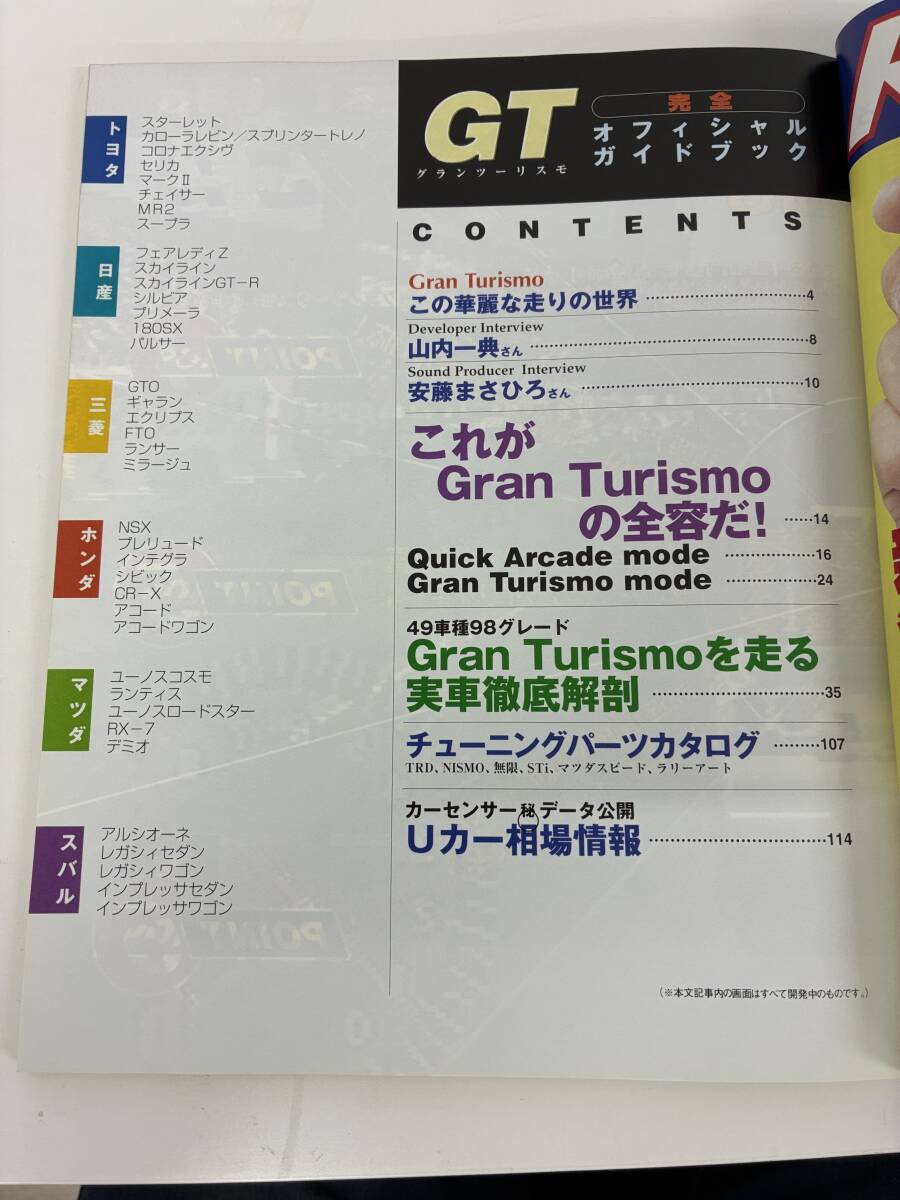 トヨタ
スターレット
カローラレビン／スプリンタートレノ
コロナエクシヴ
セリカ
マークⅡ
チェイサー
MR2
スープラ
日産
フェアレディZ
スカイライン
スカイラインGT-R
シルビア
プリメーラ
180SX
パルサー
三菱
GTO
ギャラン
エクリプス
FTO
ランサー
ミラージュ
ホンダ
NSX
プレリュード
インテグラ
シビック
CR-X
アコード
アコードワゴン
マツダ
ユーノスコスモ
ランティス
ユーノスロードスター
RX-7
デミオ
スバル
アルシオーネ
レガシィセダン
レガシィワゴン
インプレッサセダン
インプレッサワゴン
GT
グランツーリスモ
完全
オフィシャル
ガイドブック
CONTENTS
Gran Turismo
この華麗な走りの世界 ……………………………4
Developer Interview
山内一典さん ……………………………8
Sound Producer Interview
安藤まさひろさん ……………………………10
これが
Gran Turismo
の全容だ! ……14
Quick Arcade mode ………………16
Gran Turismo mode ………………24
49車種98グレード
Gran Turismoを走る
実車徹底解剖 ……………………………35
チューニングパーツカタログ ………107
TRD、NISMO、無限、STi、マツダスピード、ラリーアート
カーセンサー㊙データ公開
Uカー相場情報 ……………………………114
（※本文記事内の画面はすべて開発中のものです。）